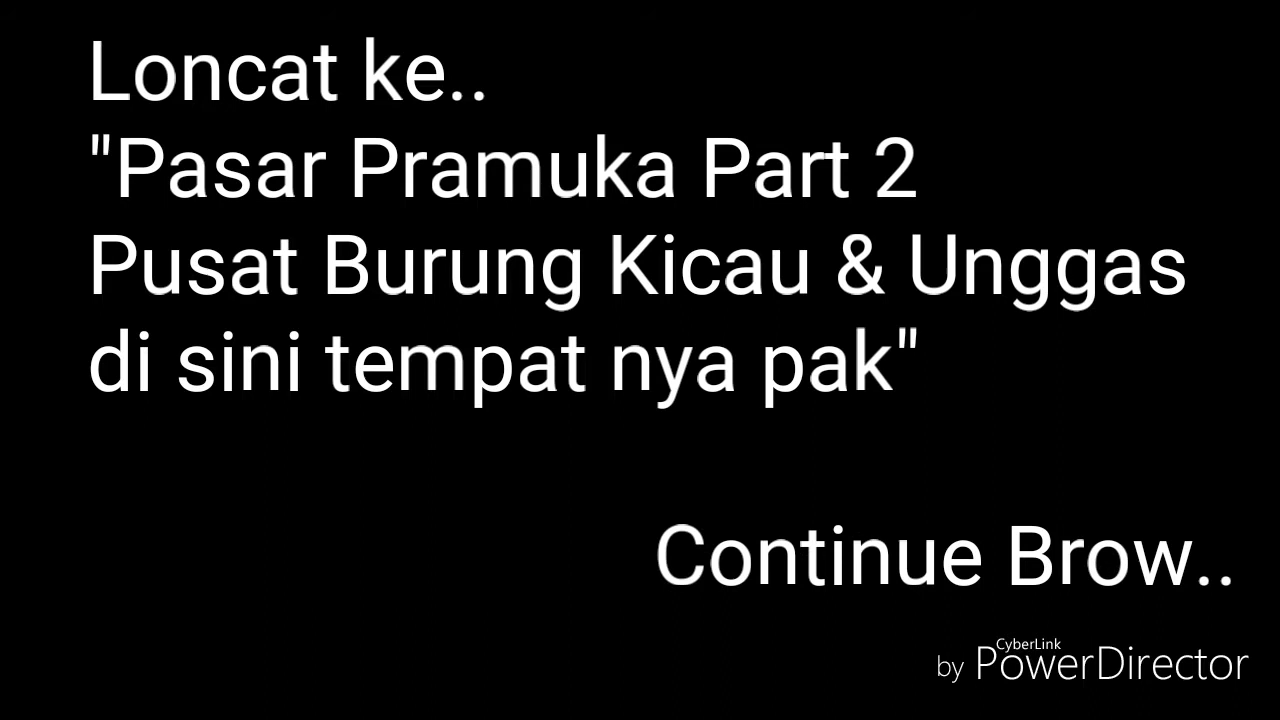 Loncat ke..
"Pasar Pramuka Part 2
Pusat Burung Kicau & Unggas
di sini tempat nya pak"
Continue Brow..
CyberLink
by PowerDirector